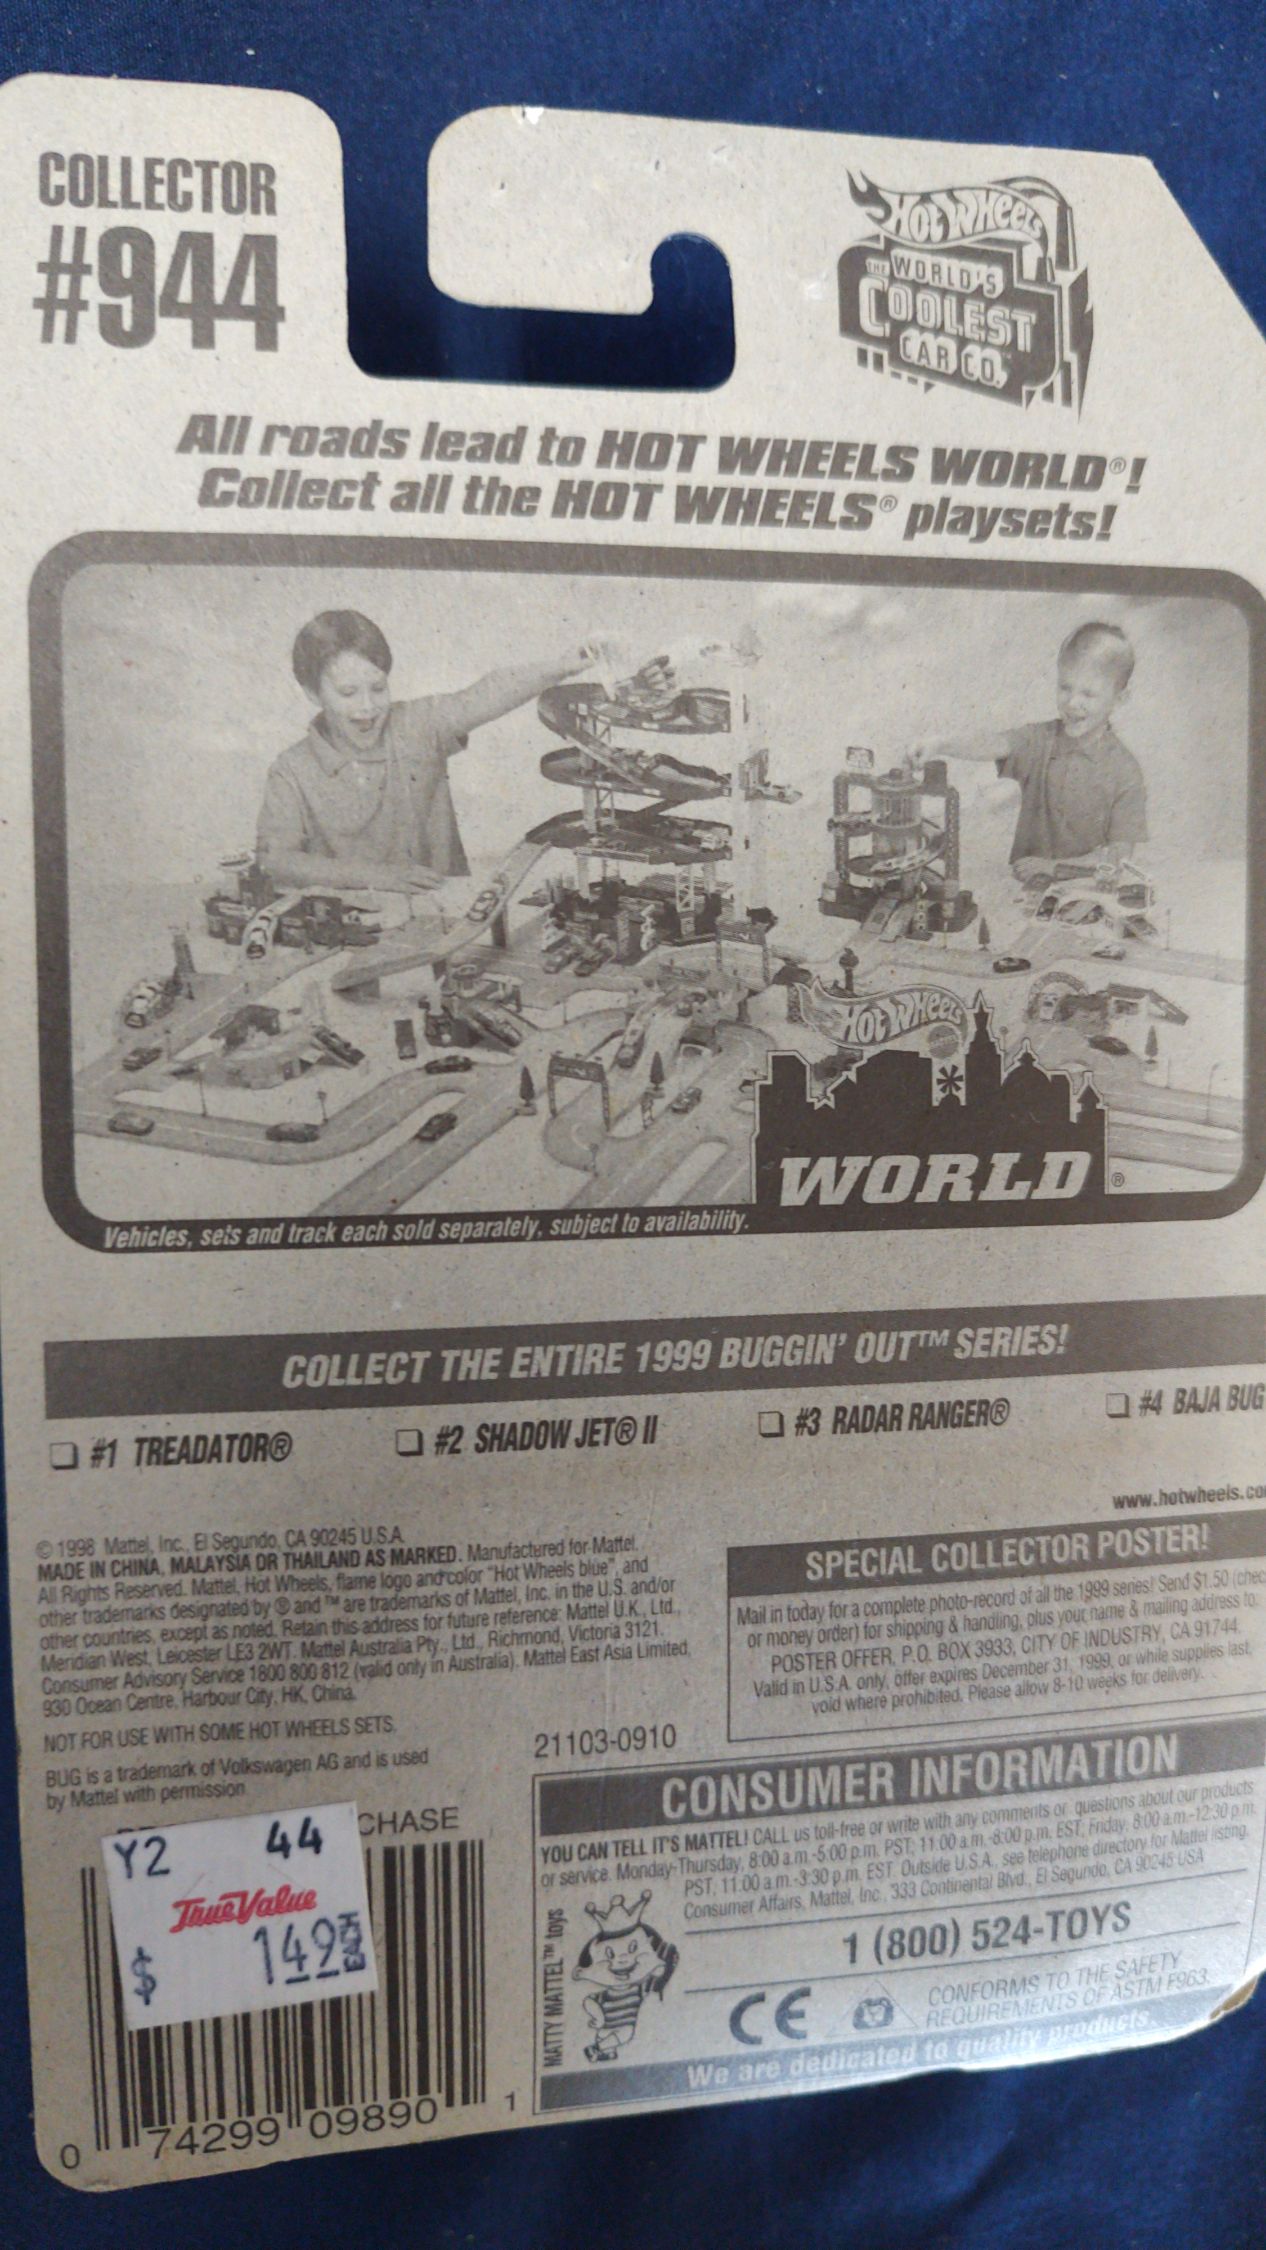 COLLECTOR
#944
HOT WHEELS
THE WORLD'S
COOLEST
CAR CO.™
All roads lead to HOT WHEELS WORLD®!
Collect all the HOT WHEELS® playsets!
HOT WHEELS
WORLD ®
Vehicles, sets and track each sold separately, subject to availability.
COLLECT THE ENTIRE 1999 BUGGIN' OUT™ SERIES!
#1 TREADATOR® #2 SHADOW JET® II #3 RADAR RANGER® #4 BAJA BUG
www.hotwheels.co
© 1998 Mattel, Inc., El Segundo, CA 90245 U.S.A.
MADE IN CHINA, MALAYSIA OR THAILAND AS MARKED. Manufactured for Mattel.
All Rights Reserved. Mattel, Hot Wheels, flame logo and color "Hot Wheels blue", and
other trademarks designated by ® and ™ are trademarks of Mattel, Inc. in the U.S. and/or
other countries, except as noted. Retain this address for future reference: Mattel U.K., Ltd.,
Meridian West, Leicester LE3 2WT. Mattel Australia Pty., Ltd., Richmond, Victoria 3121.
Consumer Advisory Service 1800 800 812 (valid only in Australia). Mattel East Asia Limited,
930 Ocean Centre, Harbour City, HK, China.
NOT FOR USE WITH SOME HOT WHEELS SETS.
BUG is a trademark of Volkswagen AG and is used
by Mattel with permission
SPECIAL COLLECTOR POSTER!
Mail in today for a complete photo-record of all the 1999 series! Send $1.50 (chec
or money order) for shipping & handling, plus your name & mailing address to:
POSTER OFFER, P.O. BOX 3933, CITY OF INDUSTRY, CA 91744.
Valid in U.S.A. only, offer expires December 31, 1999, or while supplies last,
void where prohibited. Please allow 8-10 weeks for delivery.
21103-0910
CHASE
Y2 44
True Value
$ 149 EACH
0 74299 09890 1
CONSUMER INFORMATION
YOU CAN TELL IT'S MATTEL! CALL us toll-free or write with any comments or questions about our products
or service. Monday-Thursday, 8:00 a.m.-5:00 p.m. PST; 11:00 a.m.-8:00 p.m. EST; Friday, 8:00 a.m.-12:30 p.m.
PST; 11:00 a.m.-3:30 p.m. EST. Outside U.S.A., see telephone directory for Mattel listing.
Consumer Affairs, Mattel, Inc., 333 Continental Blvd., El Segundo, CA 90245 USA
MATTY MATTEL™ toys
1 (800) 524-TOYS
CE
CONFORMS TO THE SAFETY
REQUIREMENTS OF ASTM F963.
We are dedicated to quality products.